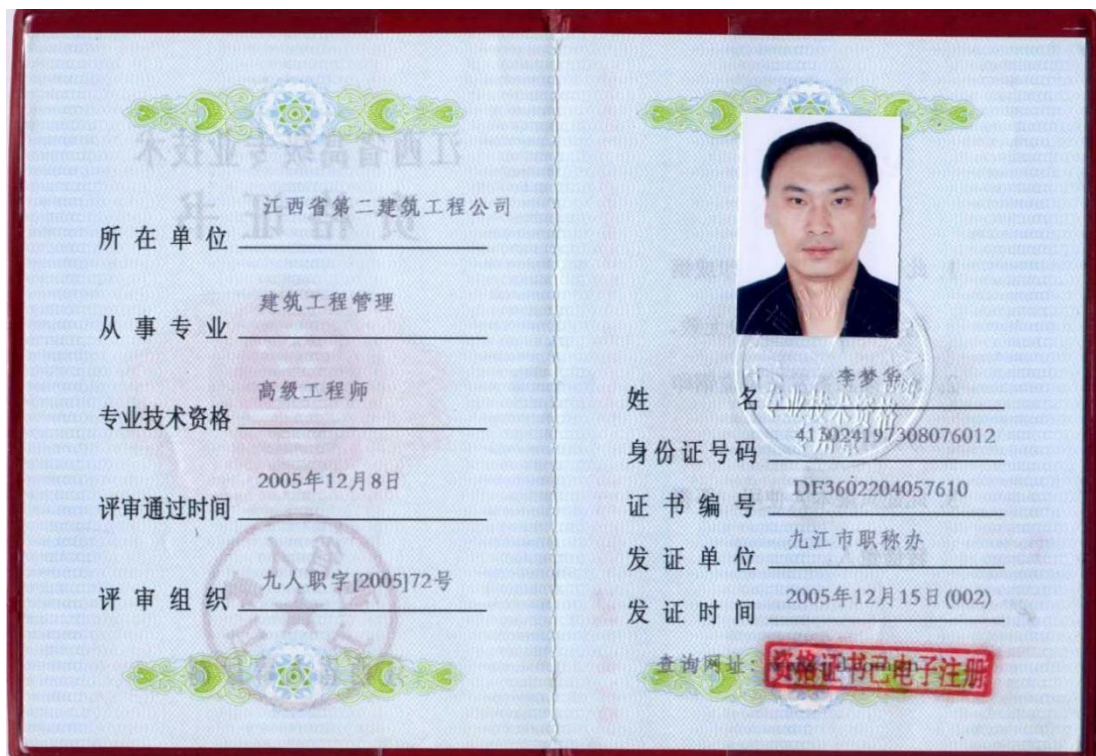 江西省第二建筑工程公司
所在单位
建筑工程管理
从事专业
高级工程师
专业技术资格
2005年12月8日
评审通过时间
九人职字[2005]72号
评审组织
李梦华
姓名
专业技术资格
413024197308076012
身份证号码
DF3602204057610
证书编号
九江市职称办
发证单位
2005年12月15日(002)
发证时间
查询网址:
资格证书已电子注册